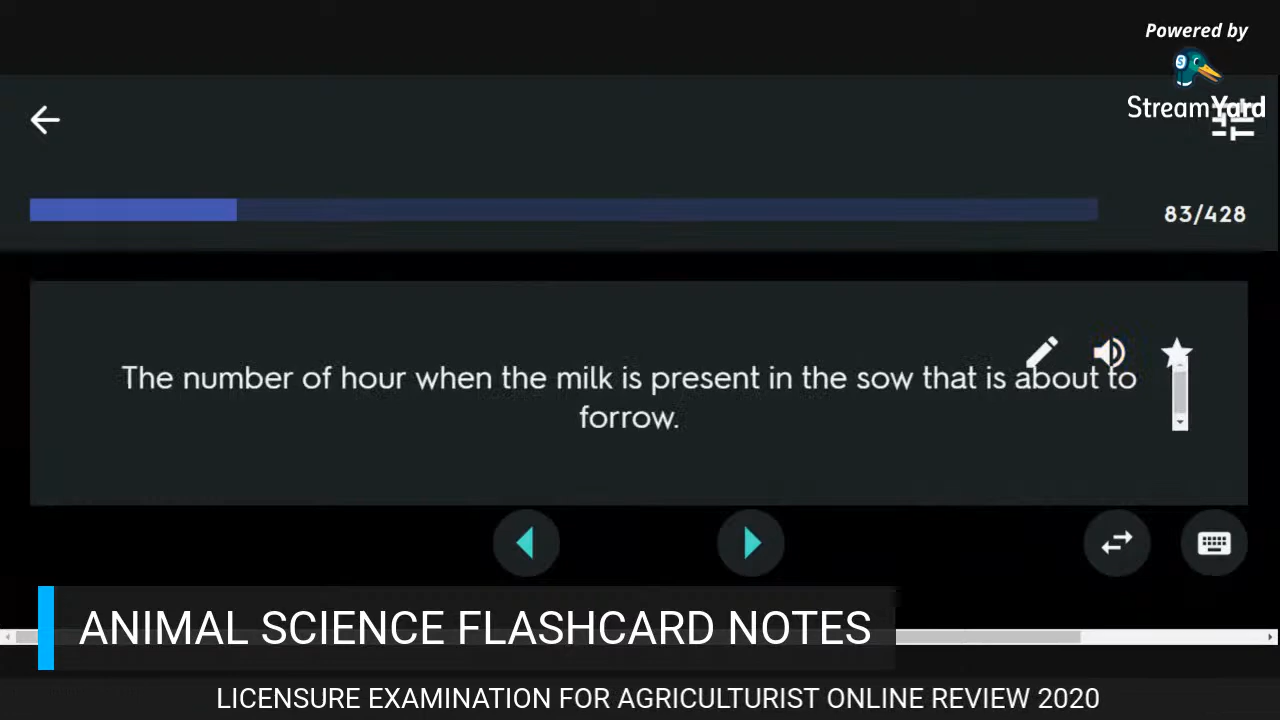 Powered by
StreamYard
83/428
The number of hour when the milk is present in the sow that is about to
forrow.
ANIMAL SCIENCE FLASHCARD NOTES
LICENSURE EXAMINATION FOR AGRICULTURIST ONLINE REVIEW 2020